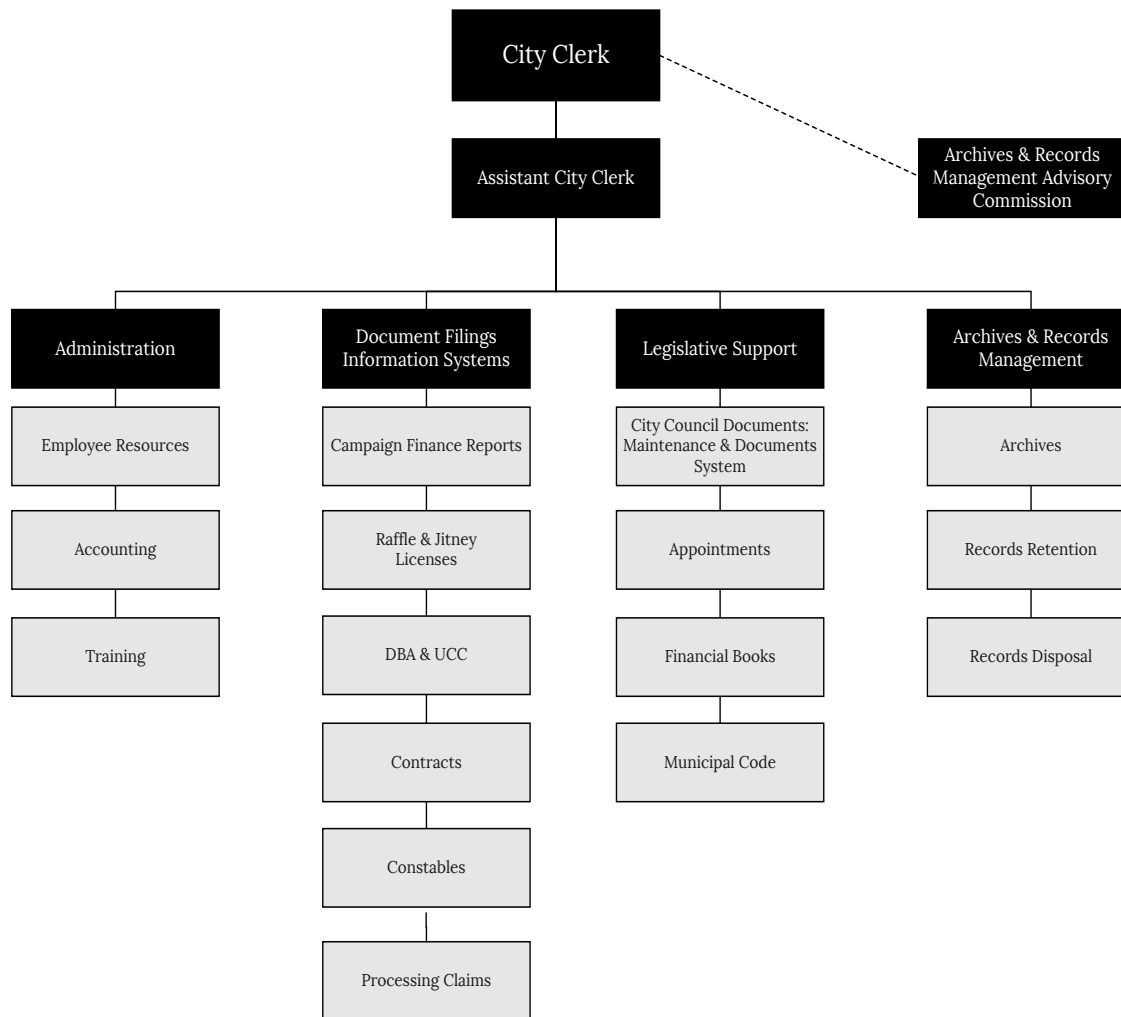 City Clerk
Assistant City Clerk
Archives & Records
Management Advisory
Commission
Administration
Document Filings
Information Systems
Legislative Support
Archives & Records
Management
Employee Resources
Campaign Finance Reports
City Council Documents:
Maintenance & Documents
System
Archives
Accounting
Raffle & Jitney
Licenses
Appointments
Records Retention
Training
DBA & UCC
Financial Books
Records Disposal
Contracts
Municipal Code
Constables
Processing Claims